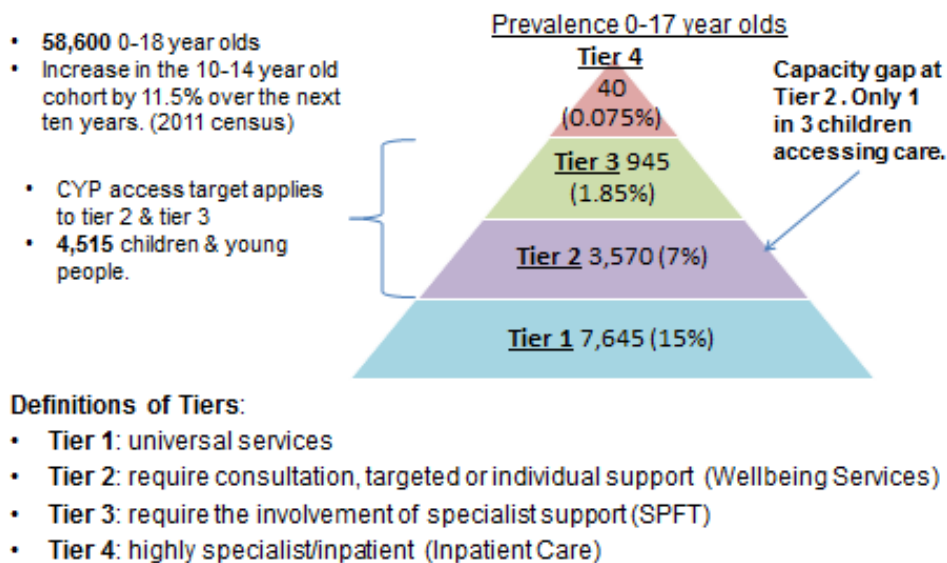 • 58,600 0-18 year olds
• Increase in the 10-14 year old
cohort by 11.5% over the next
ten years. (2011 census)
• CYP access target applies
to tier 2 & tier 3
• 4,515 children & young
people.
Prevalence 0-17 year olds
Tier 4
40
(0.075%)
Tier 3 945
(1.85%)
Tier 2 3,570 (7%)
Tier 1 7,645 (15%)
Capacity gap at
Tier 2. Only 1
in 3 children
accessing care.
Definitions of Tiers:
• Tier 1: universal services
• Tier 2: require consultation, targeted or individual support (Wellbeing Services)
• Tier 3: require the involvement of specialist support (SPFT)
• Tier 4: highly specialist/inpatient (Inpatient Care)